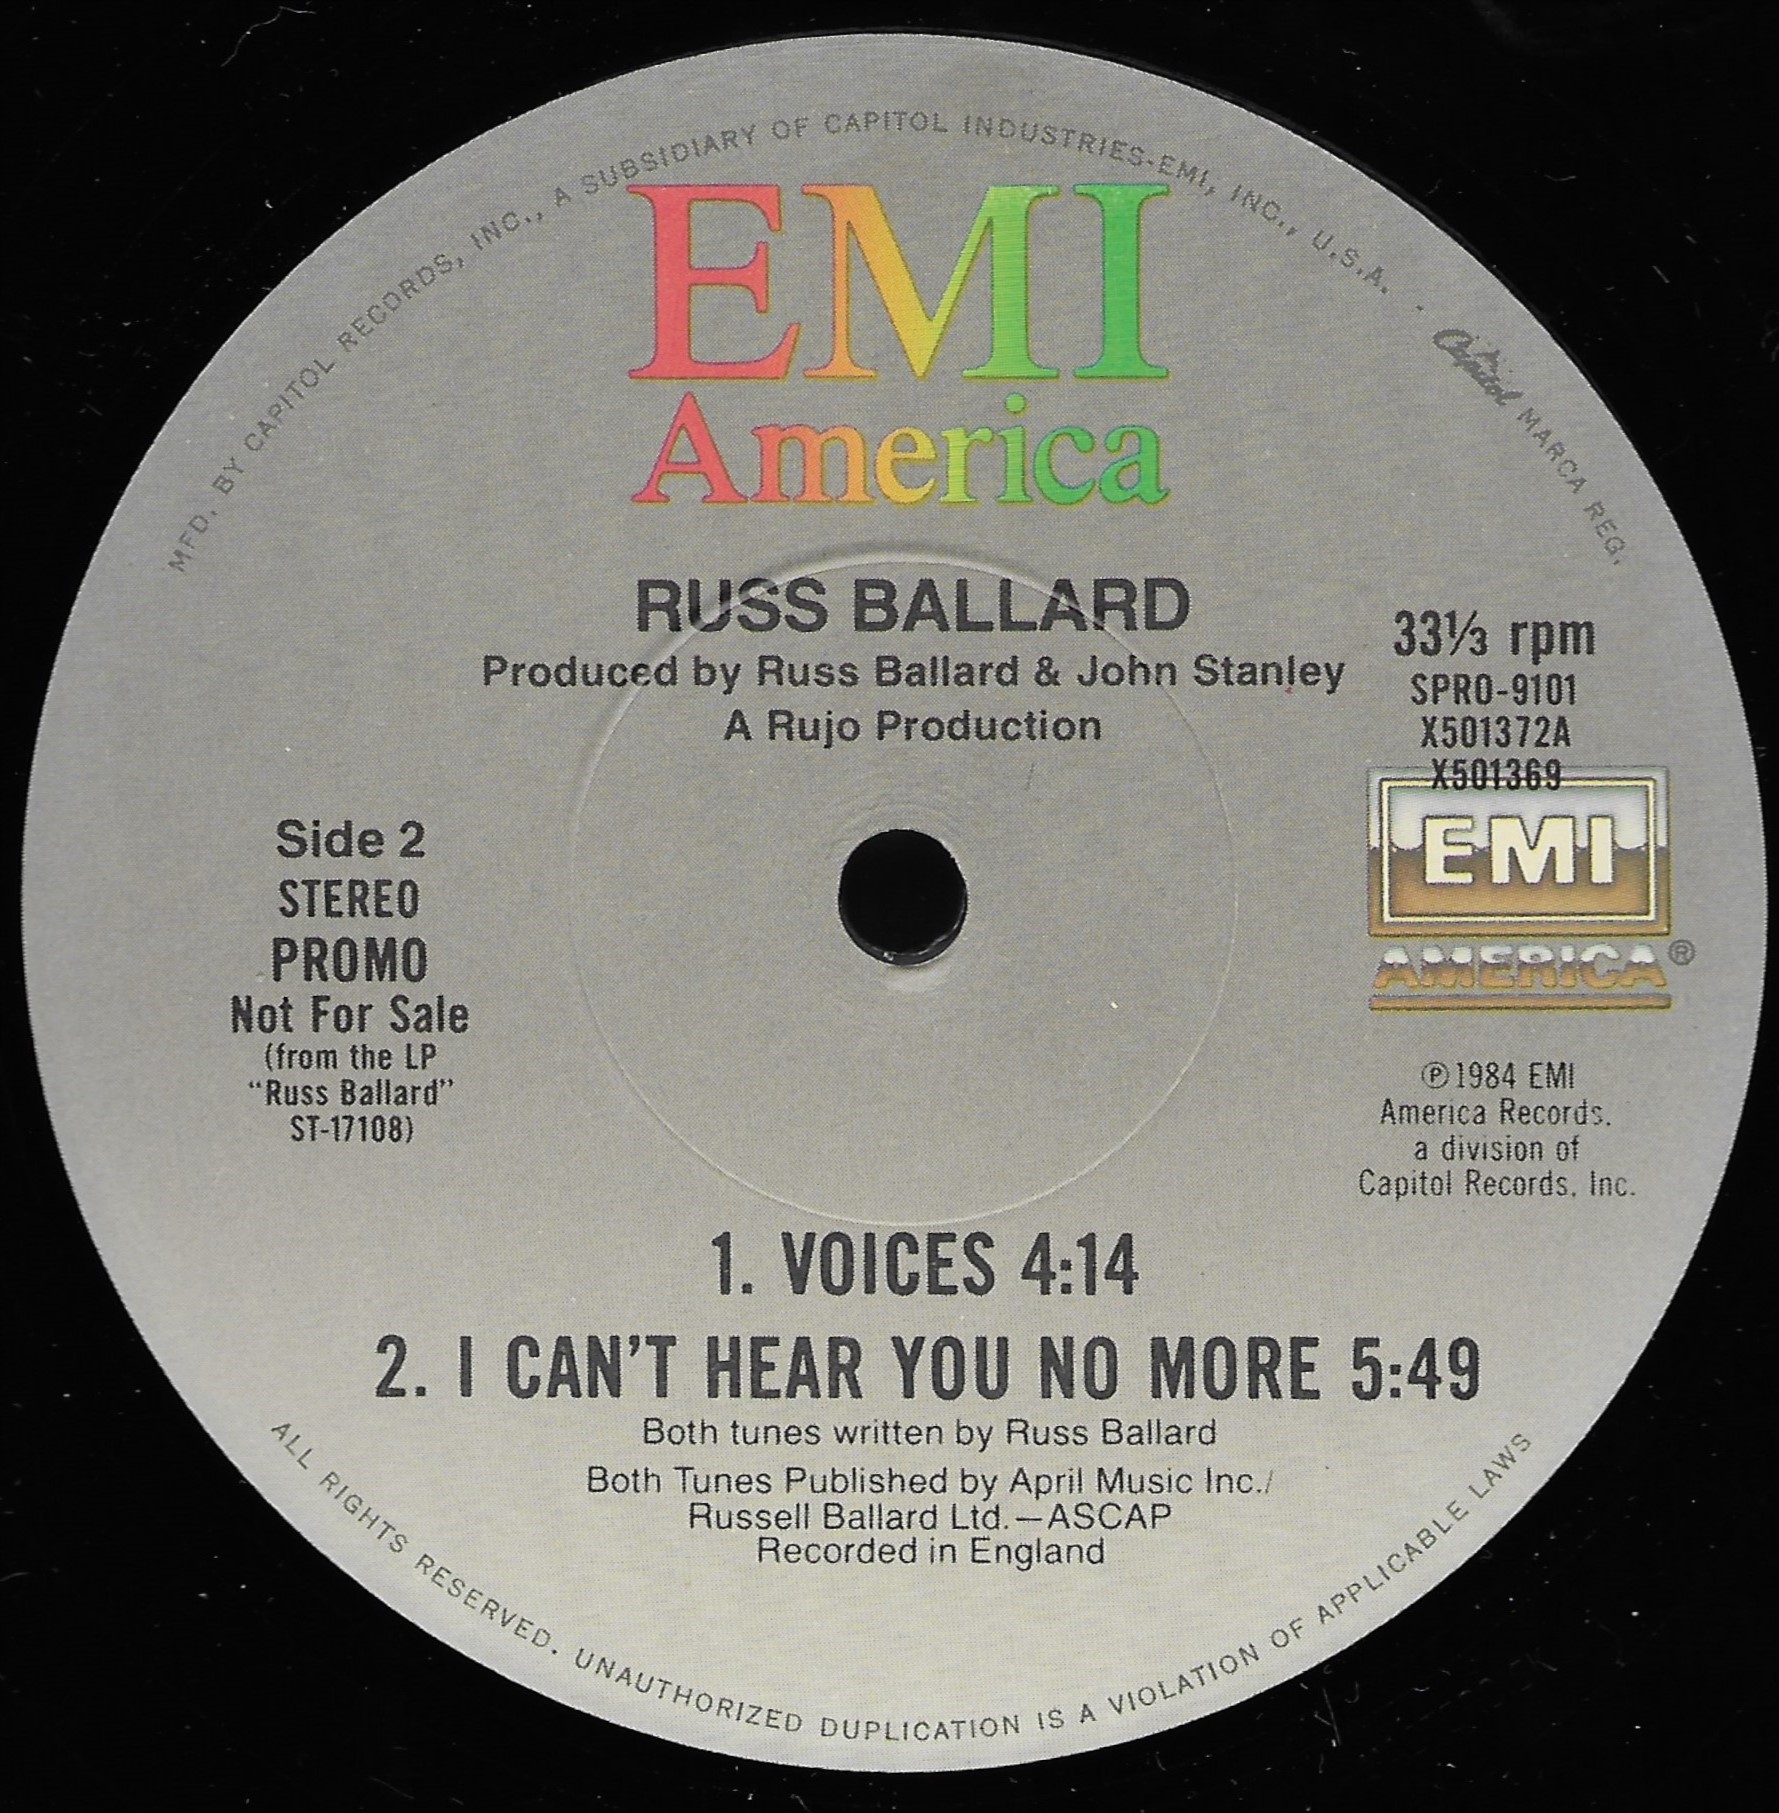 MFD. BY CAPITOL RECORDS, INC., A SUBSIDIARY OF CAPITOL INDUSTRIES-EMI, INC., U.S.A. · Capitol MARCA REG.
EMI
America
RUSS BALLARD
Produced by Russ Ballard & John Stanley
A Rujo Production
33⅓ rpm
SPRO-9101
X501372A
X501369
EMI
AMERICA®
Side 2
STEREO
PROMO
Not For Sale
(from the LP
"Russ Ballard"
ST-17108)
℗1984 EMI
America Records,
a division of
Capitol Records, Inc.
1. VOICES 4:14
2. I CAN'T HEAR YOU NO MORE 5:49
Both tunes written by Russ Ballard
Both Tunes Published by April Music Inc./
Russell Ballard Ltd.—ASCAP
Recorded in England
ALL RIGHTS RESERVED. UNAUTHORIZED DUPLICATION IS A VIOLATION OF APPLICABLE LAWS